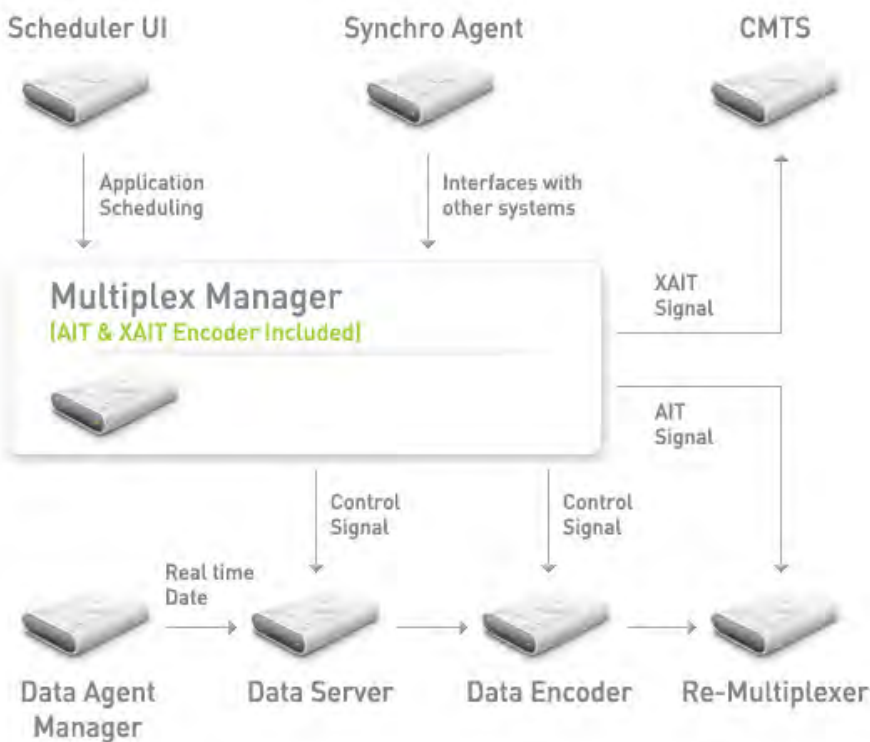 Scheduler UI
Synchro Agent
CMTS
Application
Scheduling
Interfaces with
other systems
Multiplex Manager
(AIT & XAIT Encoder Included)
XAIT
Signal
AIT
Signal
Control
Signal
Control
Signal
Real time
Date
Data Agent
Manager
Data Server
Data Encoder
Re-Multiplexer